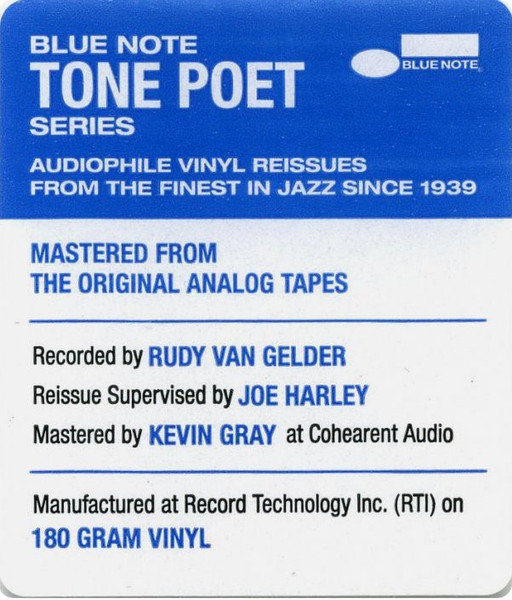 BLUE NOTE
TONE POET
SERIES
BLUE NOTE
AUDIOPHILE VINYL REISSUES
FROM THE FINEST IN JAZZ SINCE 1939
MASTERED FROM
THE ORIGINAL ANALOG TAPES
Recorded by RUDY VAN GELDER
Reissue Supervised by JOE HARLEY
Mastered by KEVIN GRAY at Cohearent Audio
Manufactured at Record Technology Inc. (RTI) on
180 GRAM VINYL